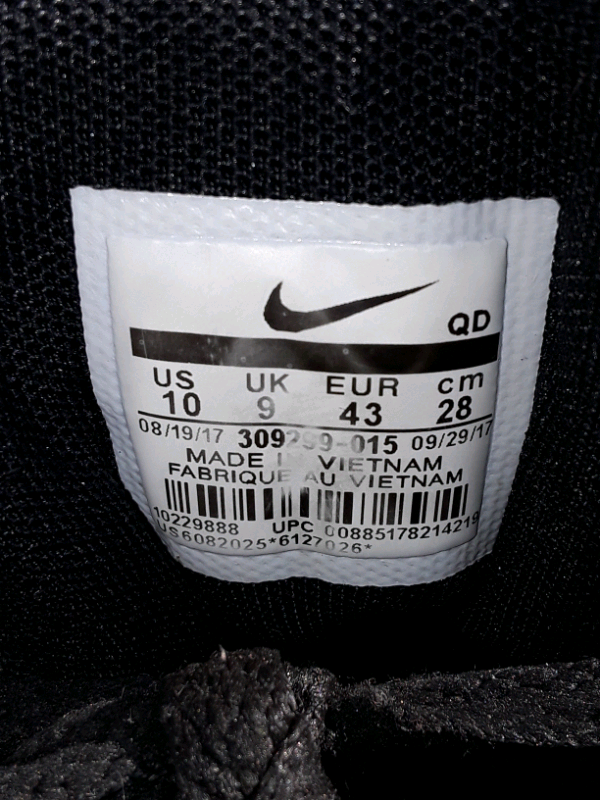 QD
US UK EUR cm
10 9 43 28
08/19/17 309299-015 09/29/17
MADE IN VIETNAM
FABRIQUE AU VIETNAM
10229888 UPC 00885178214219
US6082025*6127026*